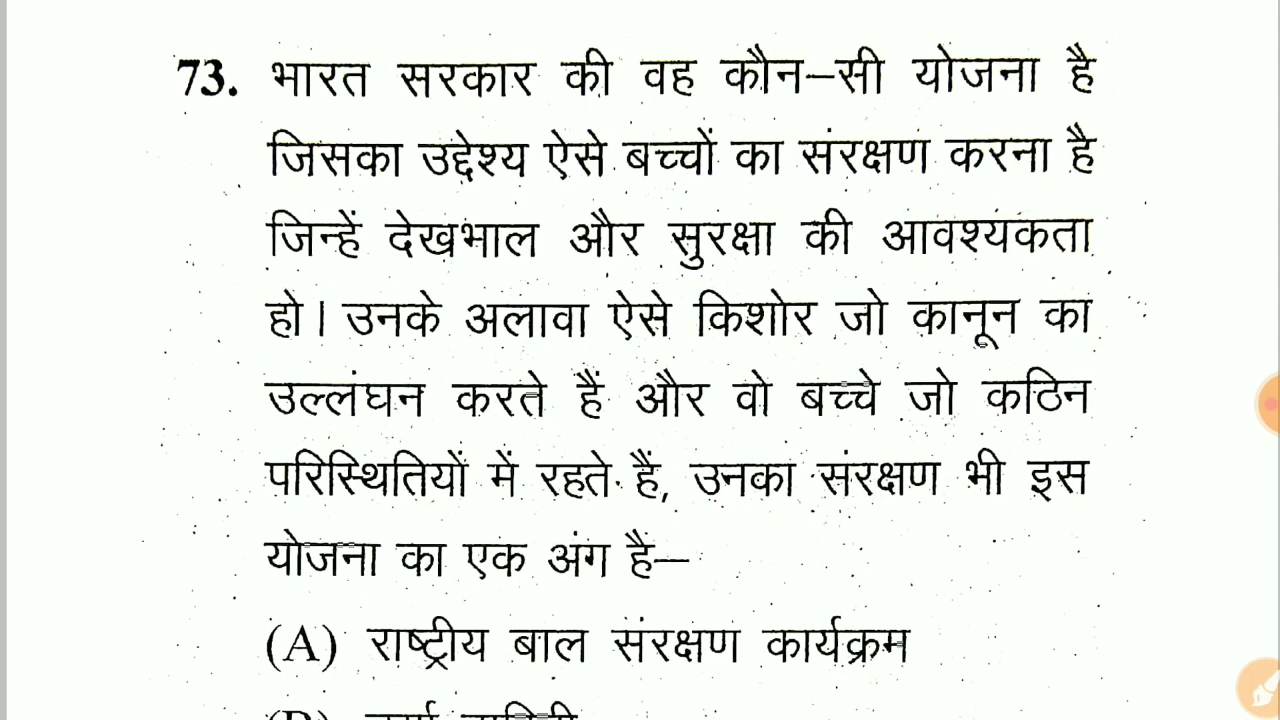 73. भारत सरकार की वह कौन–सी योजना है
जिसका उद्देश्य ऐसे बच्चों का संरक्षण करना है
जिन्हें देखभाल और सुरक्षा की आवश्यकता
हो। उनके अलावा ऐसे किशोर जो कानून का
उल्लंघन करते हैं और वो बच्चे जो कठिन
परिस्थितियों में रहते हैं, उनका संरक्षण भी इस
योजना का एक अंग है–
(A) राष्ट्रीय बाल संरक्षण कार्यक्रम